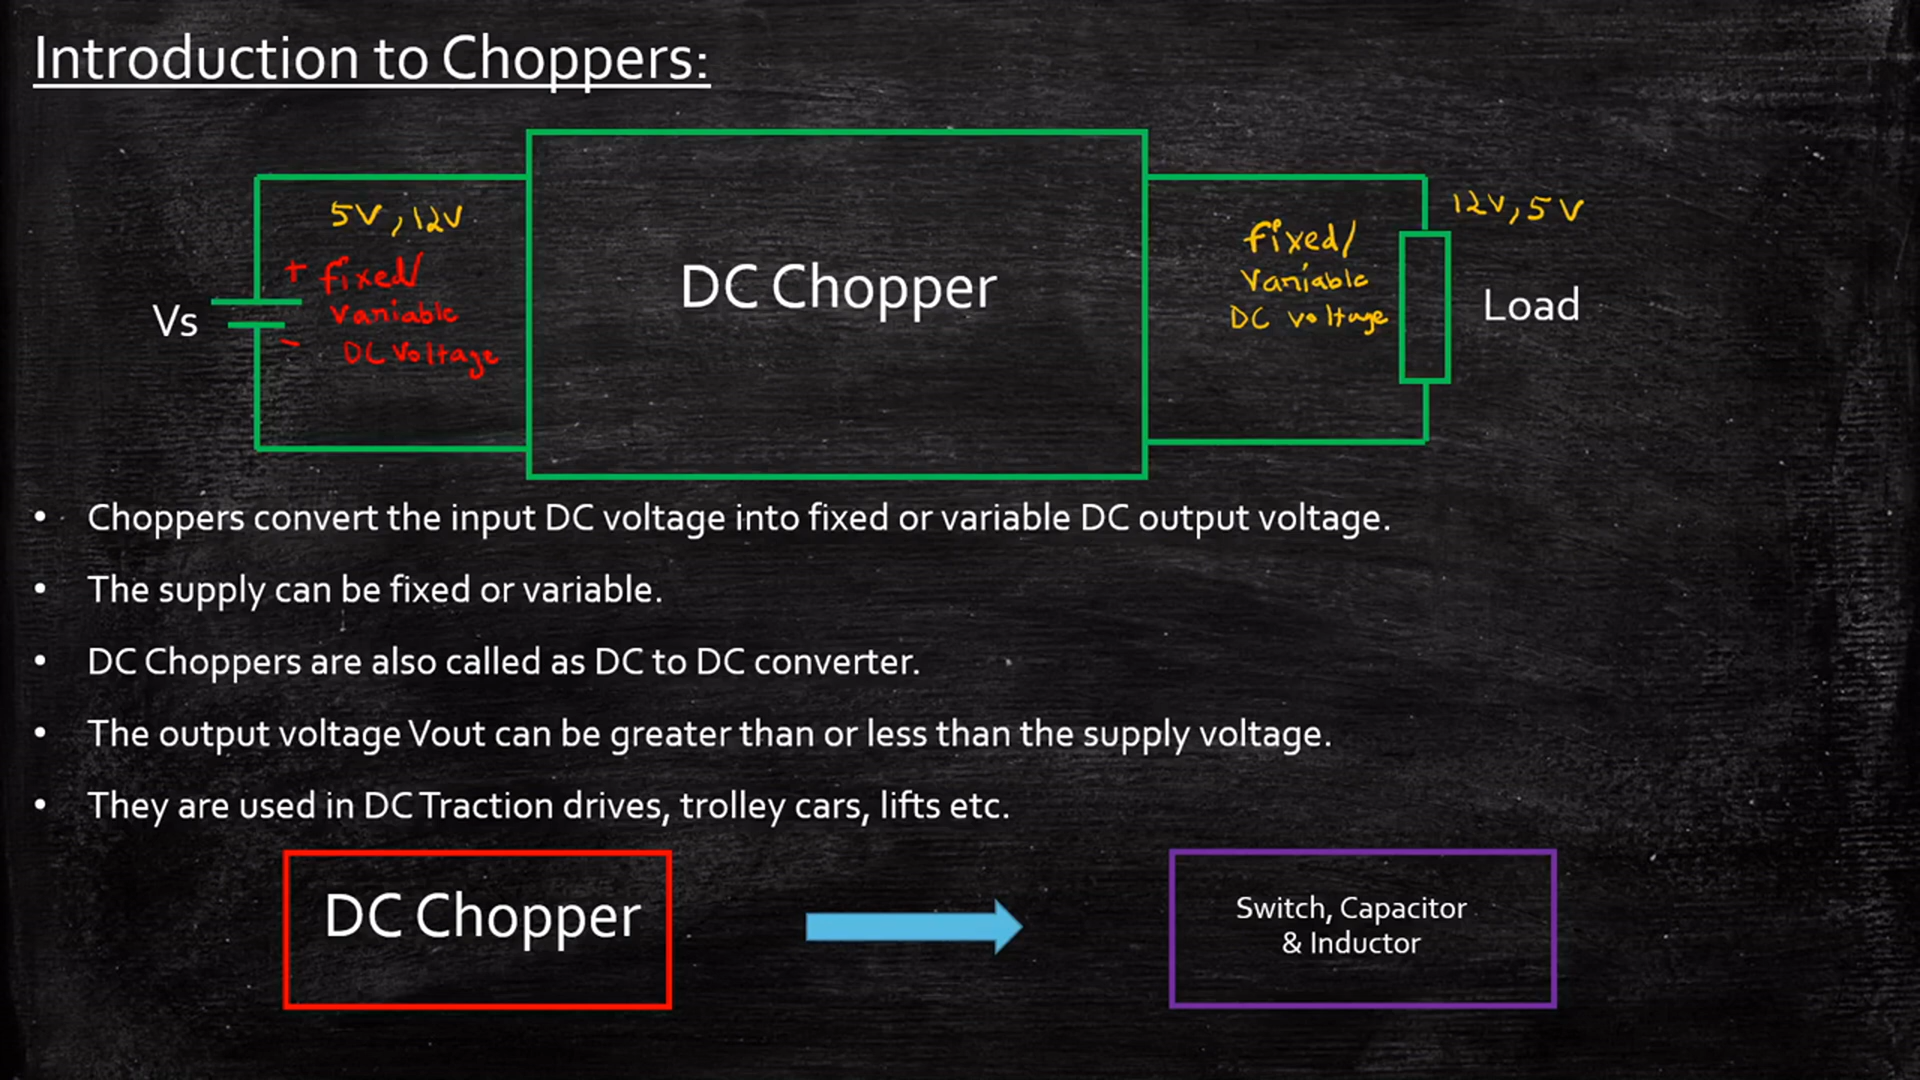 Introduction to Choppers:
5V, 12V
12V, 5V
+ fixed/
variable
DC Voltage
-
Vs
DC Chopper
fixed/
variable
DC voltage
Load
• Choppers convert the input DC voltage into fixed or variable DC output voltage.
• The supply can be fixed or variable.
• DC Choppers are also called as DC to DC converter.
• The output voltage Vout can be greater than or less than the supply voltage.
• They are used in DC Traction drives, trolley cars, lifts etc.
DC Chopper
Switch, Capacitor
& Inductor